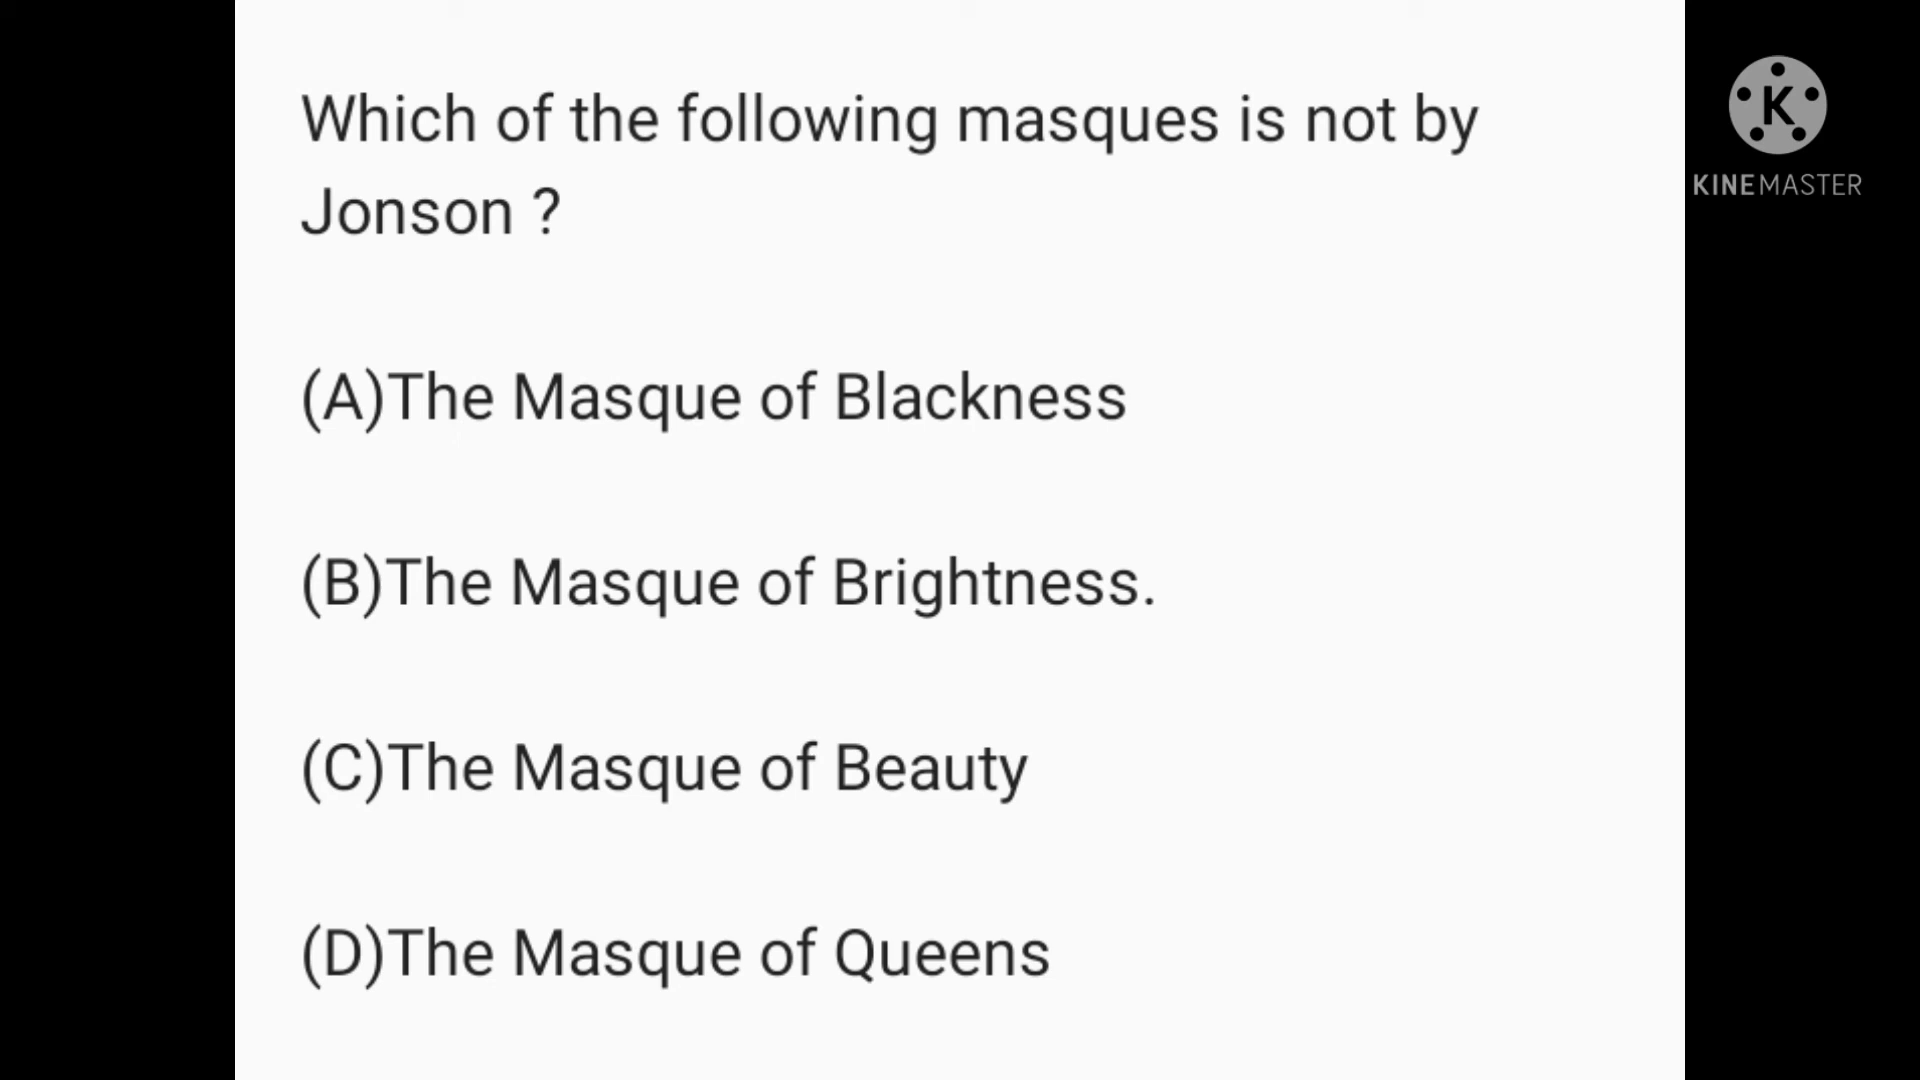 Which of the following masques is not by
Jonson ?
(A)The Masque of Blackness
(B)The Masque of Brightness.
(C)The Masque of Beauty
(D)The Masque of Queens
K
KINEMASTER